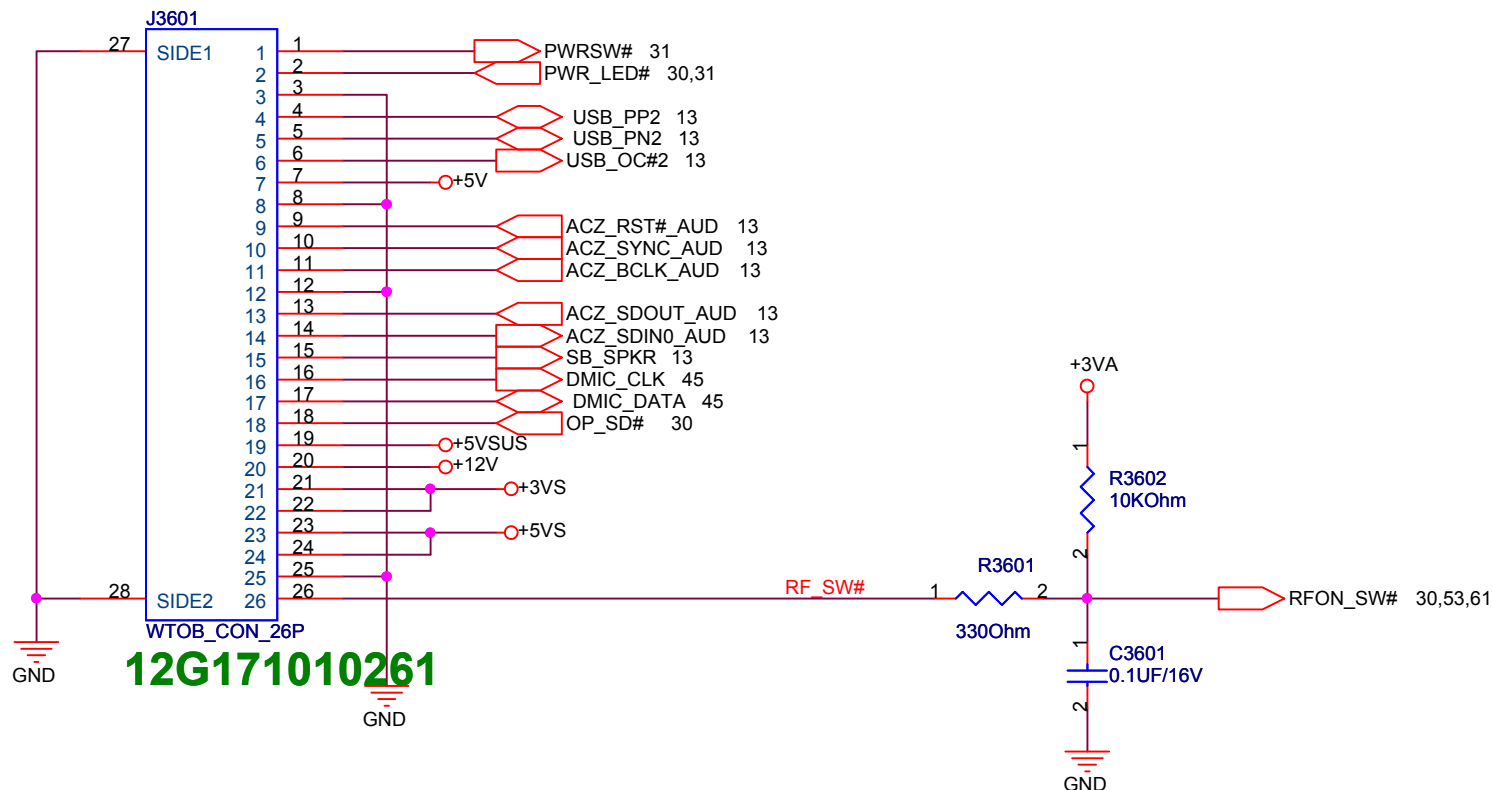 J3601
27 SIDE1 1 1 PWRSW# 31
2 2 PWR_LED# 30,31
3 3
4 4 USB_PP2 13
5 5 USB_PN2 13
6 6 USB_OC#2 13
7 7 +5V
8 8
9 9 ACZ_RST#_AUD 13
10 10 ACZ_SYNC_AUD 13
11 11 ACZ_BCLK_AUD 13
12 12
13 13 ACZ_SDOUT_AUD 13
14 14 ACZ_SDIN0_AUD 13
15 15 SB_SPKR 13
16 16 DMIC_CLK 45
17 17 DMIC_DATA 45
18 18 OP_SD# 30
19 19 +5VSUS
20 20 +12V
21 21 +3VS
22 22
23 23 +5VS
24 24
25 25
28 SIDE2 26 26 RF_SW#
WTOB_CON_26P
12G171010261
GND
GND
+3VA
1
R3602
10KOhm
2
R3601
1 2
330Ohm
RFON_SW# 30,53,61
1
C3601
0.1UF/16V
2
GND